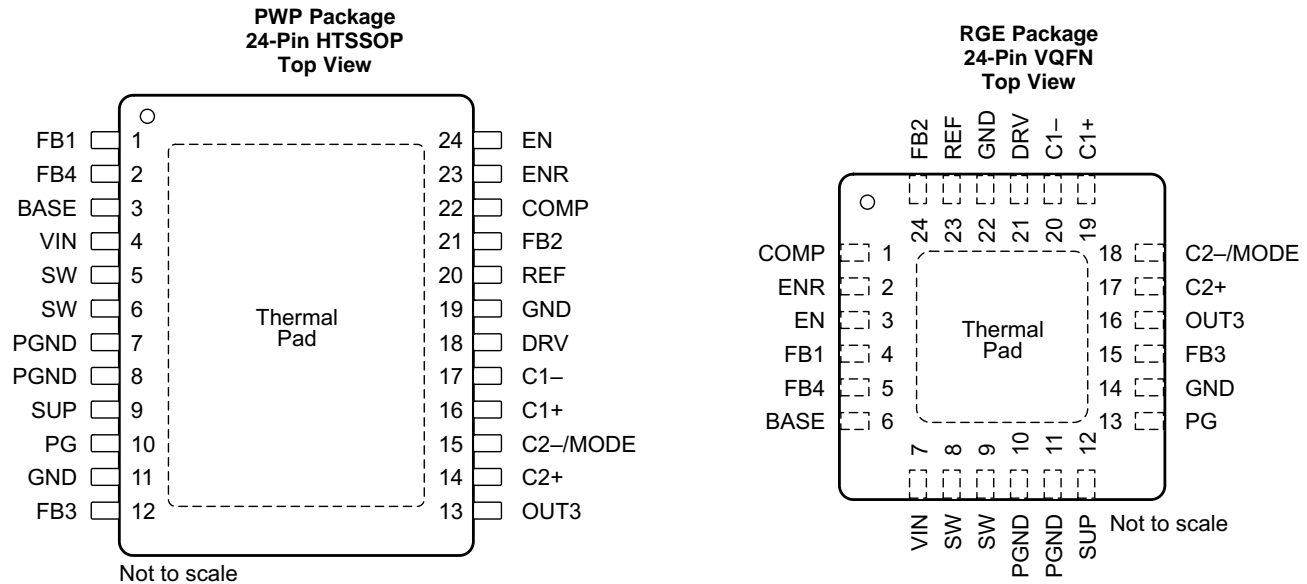 PWP Package
24-Pin HTSSOP
Top View
FB1 1
FB4 2
BASE 3
VIN 4
SW 5
SW 6
PGND 7
PGND 8
SUP 9
PG 10
GND 11
FB3 12
Thermal
Pad
24 EN
23 ENR
22 COMP
21 FB2
20 REF
19 GND
18 DRV
17 C1–
16 C1+
15 C2–/MODE
14 C2+
13 OUT3
Not to scale
RGE Package
24-Pin VQFN
Top View
FB2 REF GND DRV C1– C1+
24 23 22 21 20 19
COMP 1
ENR 2
EN 3
FB1 4
FB4 5
BASE 6
Thermal
Pad
18 C2–/MODE
17 C2+
16 OUT3
15 FB3
14 GND
13 PG
7 8 9 10 11 12
VIN SW SW PGND PGND SUP
Not to scale